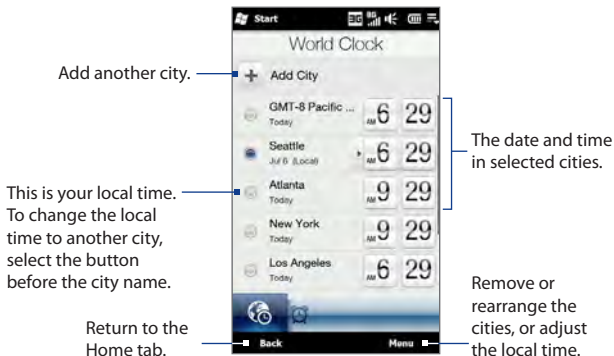 Start
World Clock
Add another city.
Add City
GMT-8 Pacific ...
Today
AM 6 29
Seattle
Jul 6 (Local)
AM 6 29
The date and time
in selected cities.
Atlanta
Today
AM 9 29
This is your local time.
To change the local
time to another city,
select the button
before the city name.
New York
Today
AM 9 29
Los Angeles
Today
AM 6 29
Remove or
rearrange the
cities, or adjust
the local time.
Return to the
Home tab.
Back
Menu